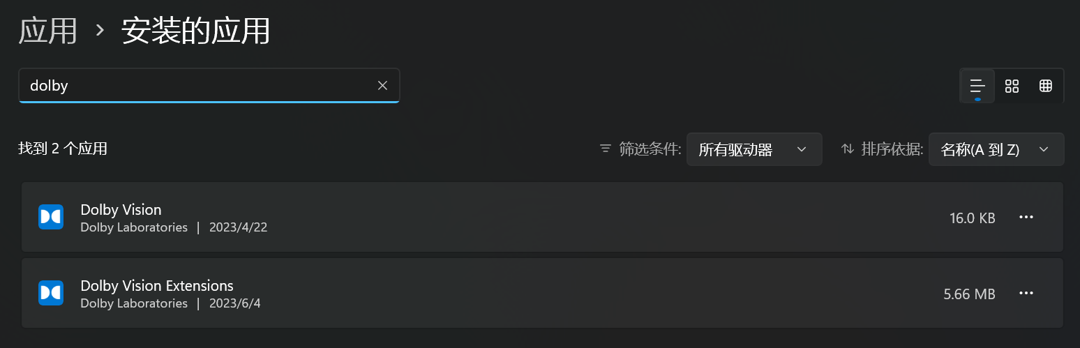 应用 › 安装的应用
dolby
找到 2 个应用 筛选条件: 所有驱动器 排序依据: 名称(A 到 Z)
Dolby Vision
Dolby Laboratories | 2023/4/22
16.0 KB
Dolby Vision Extensions
Dolby Laboratories | 2023/6/4
5.66 MB